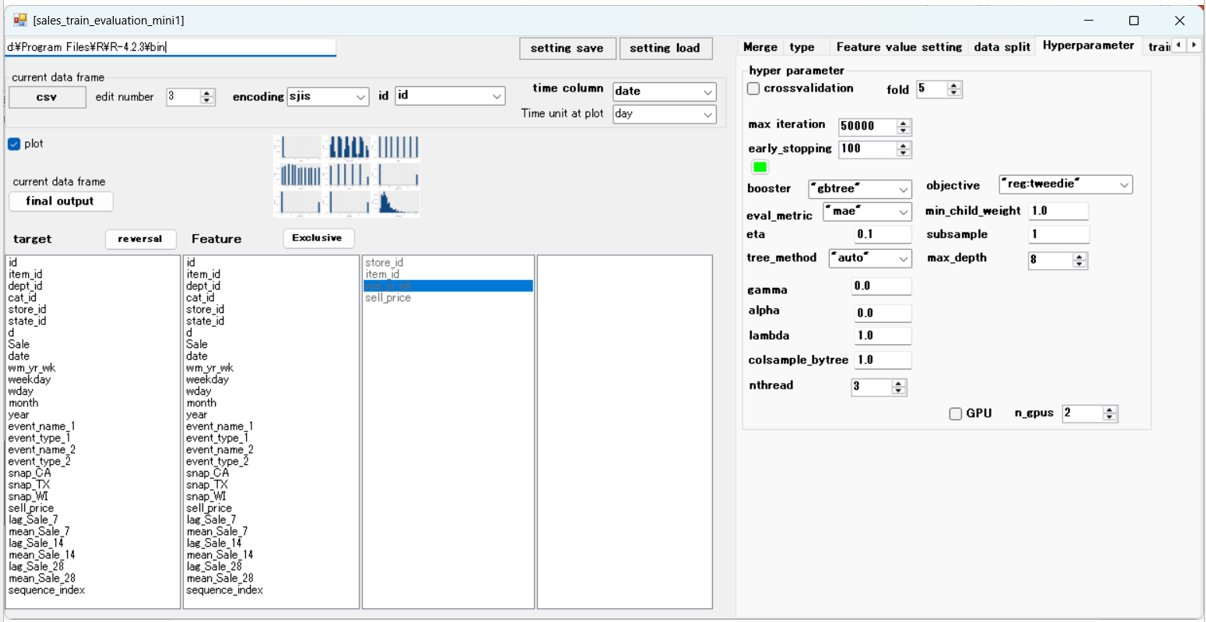 [sales_train_evaluation_mini1]
d:¥Program Files¥R¥R-4.2.3¥bin
setting save
setting load
current data frame
csv
edit number
3
encoding
sjis
id
id
time column
date
Time unit at plot
day
plot
current data frame
final output
target
reversal
Feature
Exclusive
id
item_id
dept_id
cat_id
store_id
state_id
d
Sale
date
wm_yr_wk
weekday
wday
month
year
event_name_1
event_type_1
event_name_2
event_type_2
snap_CA
snap_TX
snap_WI
sell_price
lag_Sale_7
mean_Sale_7
lag_Sale_14
mean_Sale_14
lag_Sale_28
mean_Sale_28
sequence_index
id
item_id
dept_id
cat_id
store_id
state_id
d
Sale
date
wm_yr_wk
weekday
wday
month
year
event_name_1
event_type_1
event_name_2
event_type_2
snap_CA
snap_TX
snap_WI
sell_price
lag_Sale_7
mean_Sale_7
lag_Sale_14
mean_Sale_14
lag_Sale_28
mean_Sale_28
sequence_index
store_id
item_id
wm_yr_wk
sell_price
Merge
type
Feature value setting
data split
Hyperparameter
trai
hyper parameter
crossvalidation
fold
5
max iteration
50000
early_stopping
100
booster
"gbtree"
objective
"reg:tweedie"
eval_metric
"mae"
min_child_weight
1.0
eta
0.1
subsample
1
tree_method
"auto"
max_depth
8
gamma
0.0
alpha
0.0
lambda
1.0
colsample_bytree
1.0
nthread
3
GPU
n_gpus
2